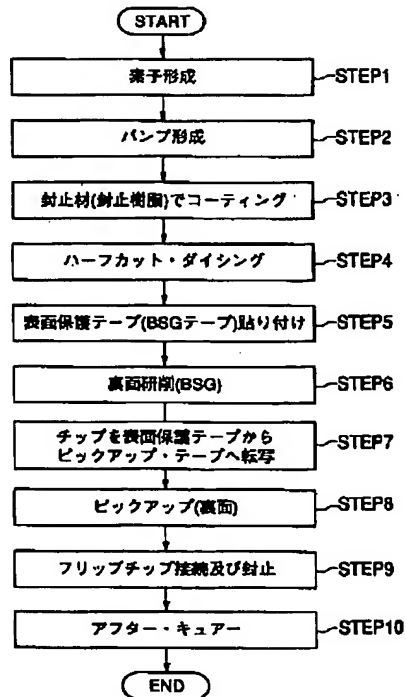 START
素子形成 STEP1
バンプ形成 STEP2
封止材(封止樹脂)でコーティング STEP3
ハーフカット・ダイシング STEP4
表面保護テープ(BSGテープ)貼り付け STEP5
裏面研削(BSG) STEP6
チップを表面保護テープから
ピックアップ・テープへ転写 STEP7
ピックアップ(裏面) STEP8
フリップチップ接続及び封止 STEP9
アフター・キュアー STEP10
END